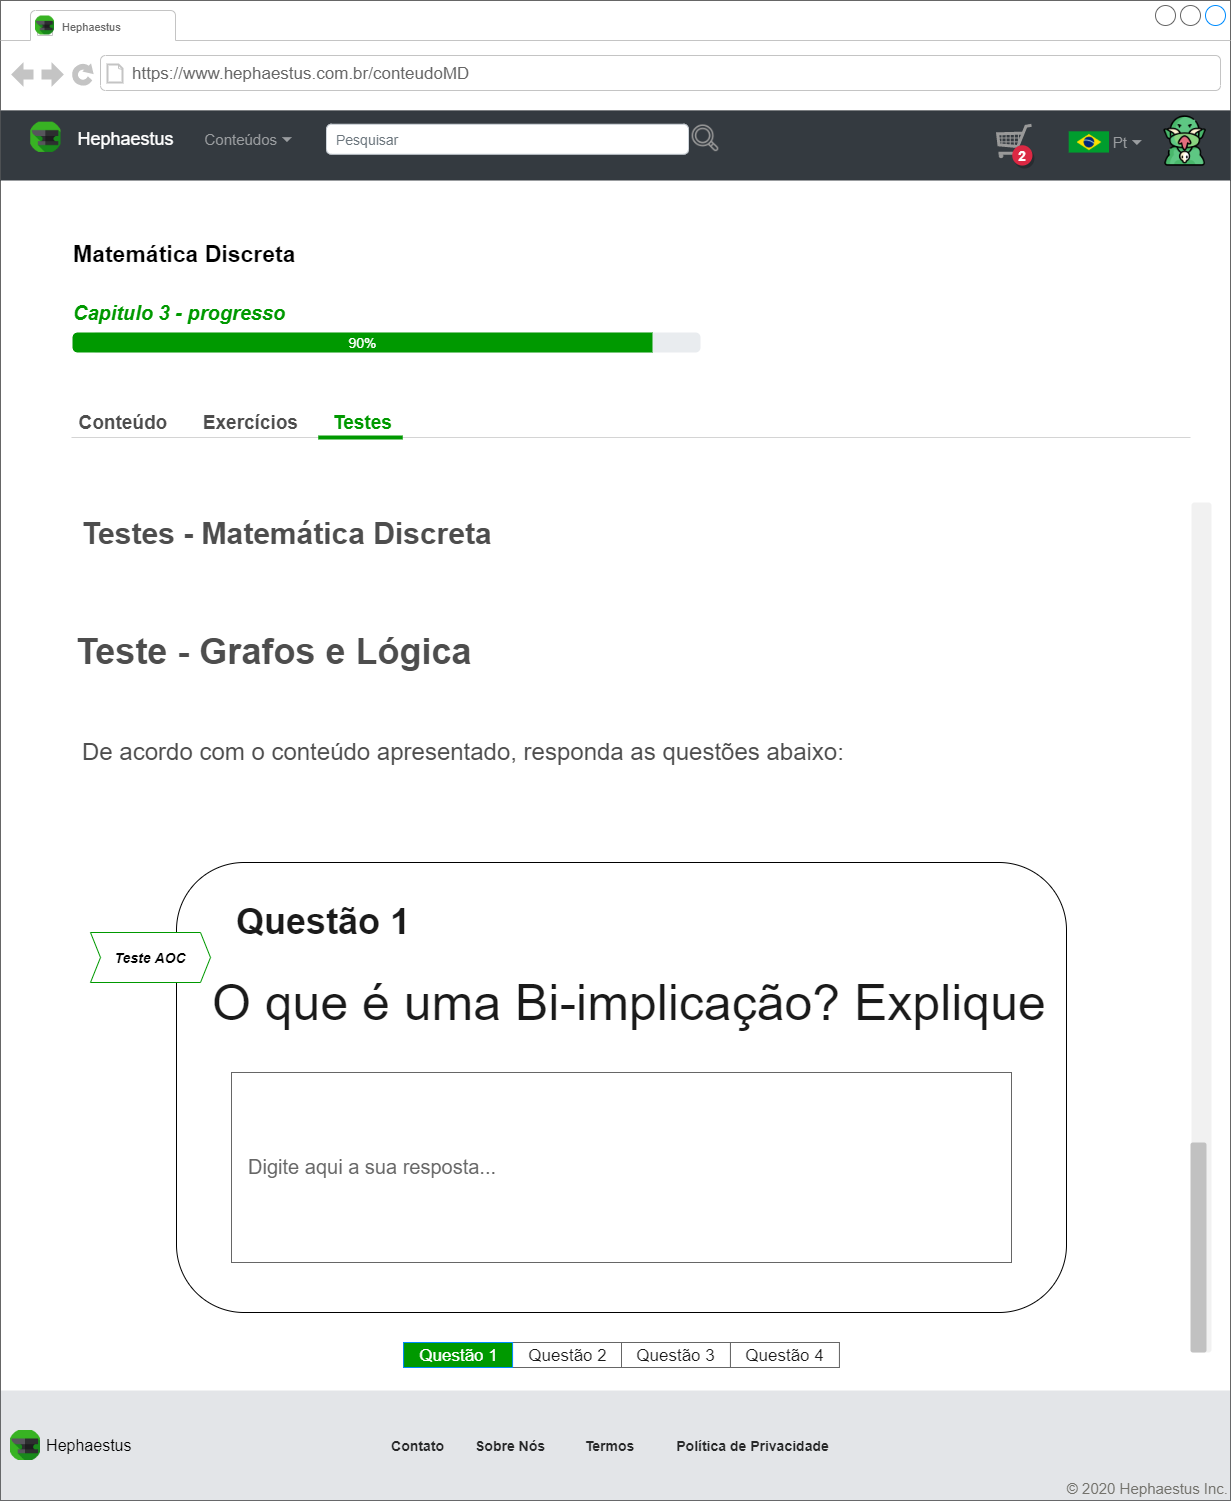 Hephaestus
https://www.hephaestus.com.br/conteudoMD
Hephaestus
Conteúdos
Pesquisar
2
Pt
Matemática Discreta
Capitulo 3 - progresso
90%
Conteúdo
Exercícios
Testes
Testes - Matemática Discreta
Teste - Grafos e Lógica
De acordo com o conteúdo apresentado, responda as questões abaixo:
Questão 1
Teste AOC
O que é uma Bi-implicação? Explique
Digite aqui a sua resposta...
Questão 1
Questão 2
Questão 3
Questão 4
Hephaestus
Contato
Sobre Nós
Termos
Política de Privacidade
© 2020 Hephaestus Inc.